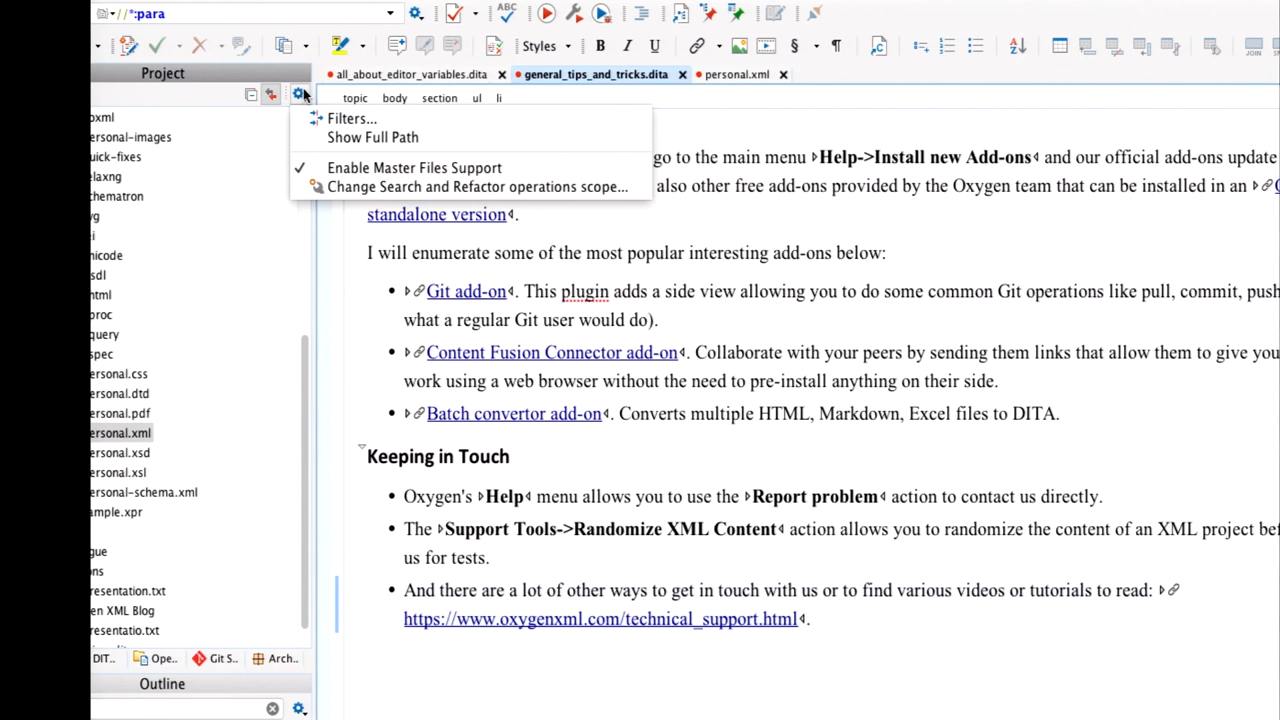 //*:para
ABC
Styles B I U § ¶ JOIN
Project
all_about_editor_variables.dita
general_tips_and_tricks.dita
personal.xml
topic body section ul li
Filters...
Show Full Path
Enable Master Files Support
Change Search and Refactor operations scope...
oxml
ersonal-images
uick-fixes
elaxng
chematron
vg
ei
nicode
sdl
html
proc
query
spec
ersonal.css
ersonal.dtd
ersonal.pdf
ersonal.xml
ersonal.xsd
ersonal.xsl
ersonal-schema.xml
ample.xpr
gue
ons
resentation.txt
en XML Blog
resentatio.txt
DIT.. Ope.. Git S.. Arch..
Outline
go to the main menu Help->Install new Add-ons and our official add-ons update
also other free add-ons provided by the Oxygen team that can be installed in an
standalone version.
I will enumerate some of the most popular interesting add-ons below:
• Git add-on. This plugin adds a side view allowing you to do some common Git operations like pull, commit, push
what a regular Git user would do).
• Content Fusion Connector add-on. Collaborate with your peers by sending them links that allow them to give you
work using a web browser without the need to pre-install anything on their side.
• Batch convertor add-on. Converts multiple HTML, Markdown, Excel files to DITA.
Keeping in Touch
• Oxygen's Help menu allows you to use the Report problem action to contact us directly.
• The Support Tools->Randomize XML Content action allows you to randomize the content of an XML project bef
us for tests.
• And there are a lot of other ways to get in touch with us or to find various videos or tutorials to read:
https://www.oxygenxml.com/technical_support.html.